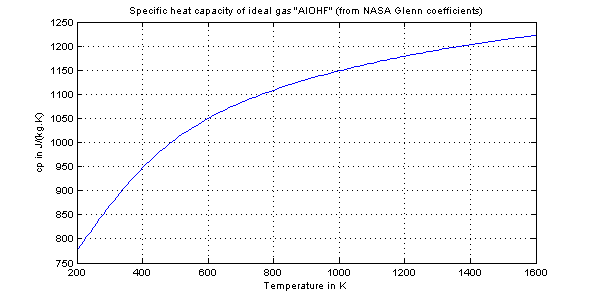 Specific heat capacity of ideal gas "AlOHF" (from NASA Glenn coefficients)
1250
1200
1150
1100
1050
1000
950
900
850
800
750
cp in J/(kg.K)
200 400 600 800 1000 1200 1400 1600
Temperature in K